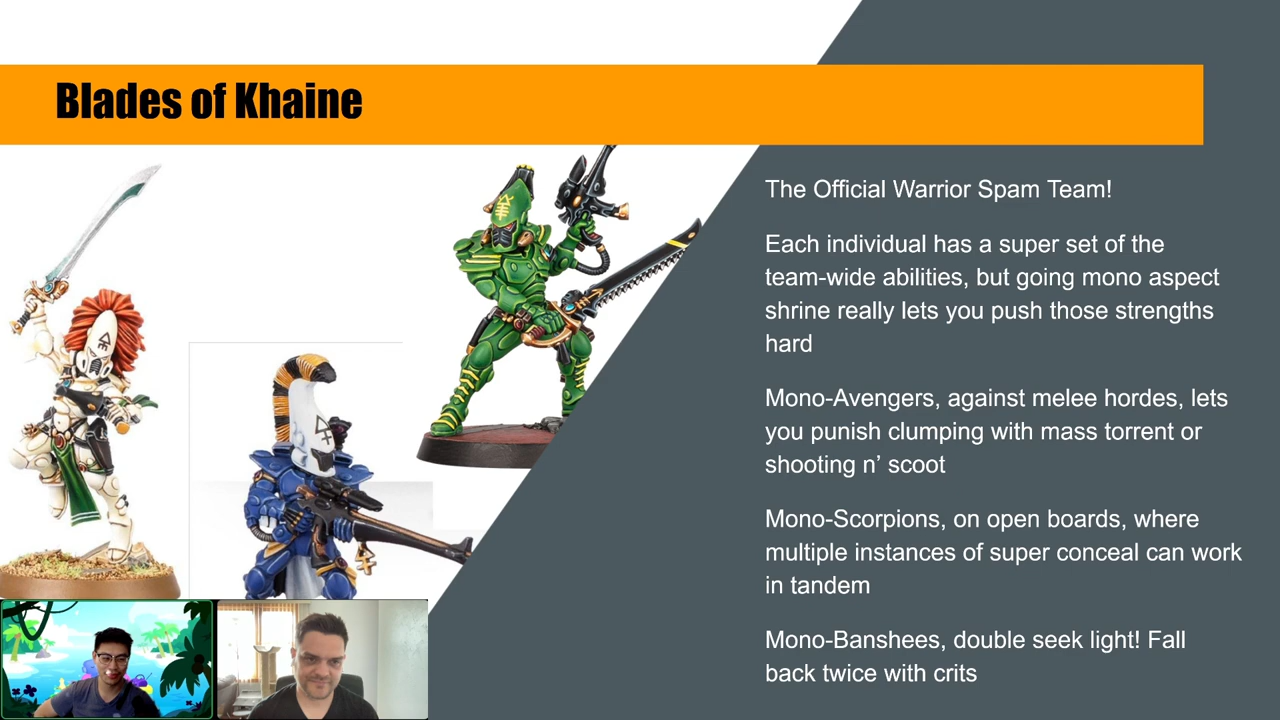 Blades of Khaine
The Official Warrior Spam Team!
Each individual has a super set of the
team-wide abilities, but going mono aspect
shrine really lets you push those strengths
hard
Mono-Avengers, against melee hordes, lets
you punish clumping with mass torrent or
shooting n’ scoot
Mono-Scorpions, on open boards, where
multiple instances of super conceal can work
in tandem
Mono-Banshees, double seek light! Fall
back twice with crits